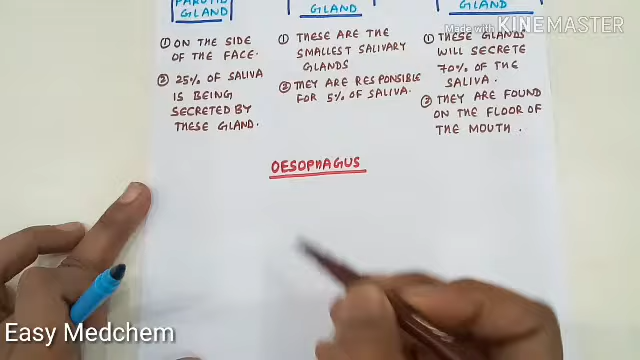 PAROTID
GLAND
① ON THE SIDE
OF THE FACE.
② 25% OF SALIVA
IS BEING
SECRETED BY
THESE GLAND.
GLAND
① THESE ARE THE
SMALLEST SALIVARY
GLANDS
② THEY ARE RESPONSIBLE
FOR 5% OF SALIVA.
GLAND
① THESE GLANDS
WILL SECRETE
70% OF THE
SALIVA.
② THEY ARE FOUND
ON THE FLOOR OF
THE MOUTH.
OESOPHAGUS
Made with KINEMASTER
Easy Medchem